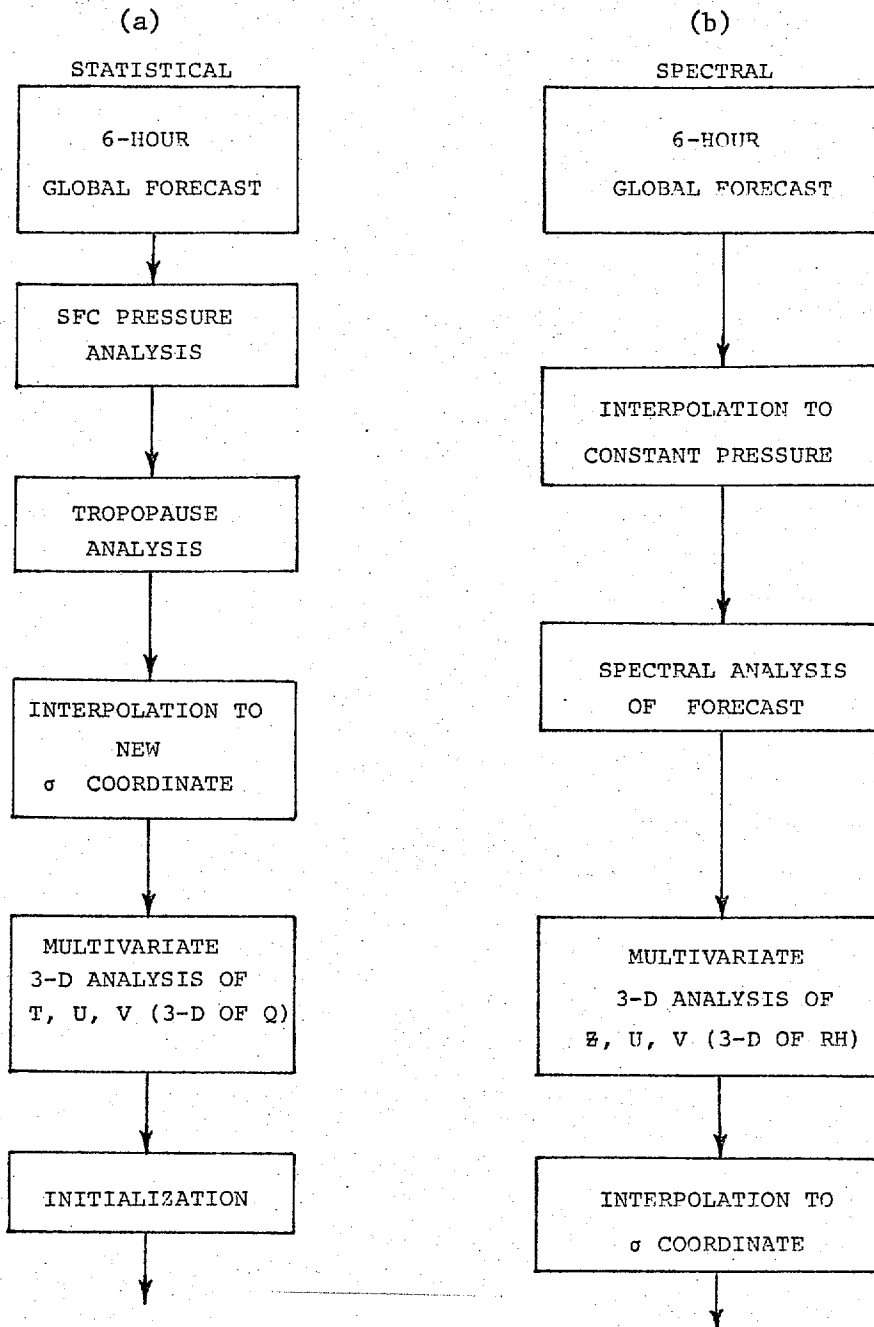 (a)
STATISTICAL
6-HOUR
GLOBAL FORECAST
SFC PRESSURE
ANALYSIS
TROPOPAUSE
ANALYSIS
INTERPOLATION TO
NEW
σ COORDINATE
MULTIVARIATE
3-D ANALYSIS OF
T, U, V (3-D OF Q)
INITIALIZATION
(b)
SPECTRAL
6-HOUR
GLOBAL FORECAST
INTERPOLATION TO
CONSTANT PRESSURE
SPECTRAL ANALYSIS
OF FORECAST
MULTIVARIATE
3-D ANALYSIS OF
Z, U, V (3-D OF RH)
INTERPOLATION TO
σ COORDINATE